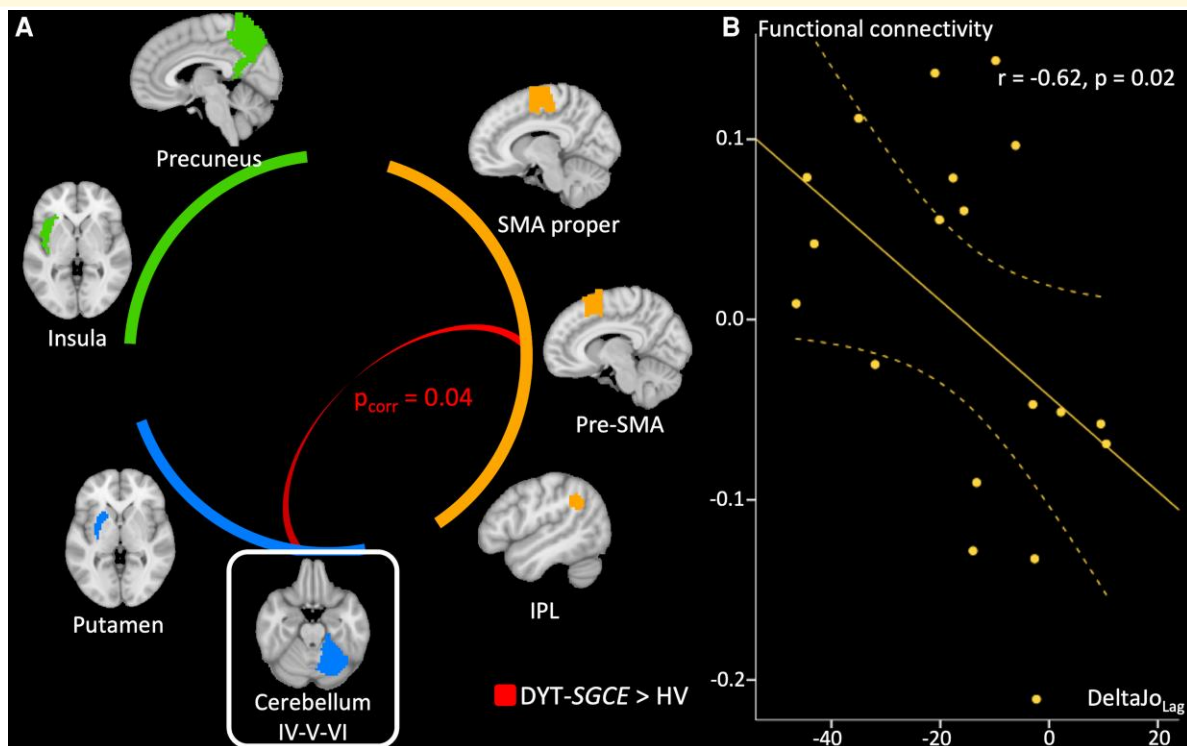 A
Precuneus
SMA proper
Insula
Pre-SMA
p_corr = 0.04
Putamen
IPL
Cerebellum
IV-V-VI
DYT-SGCE > HV
B
Functional connectivity
r = -0.62, p = 0.02
0.1
0.0
-0.1
-0.2
DeltaJo_Lag
-40
-20
0
20